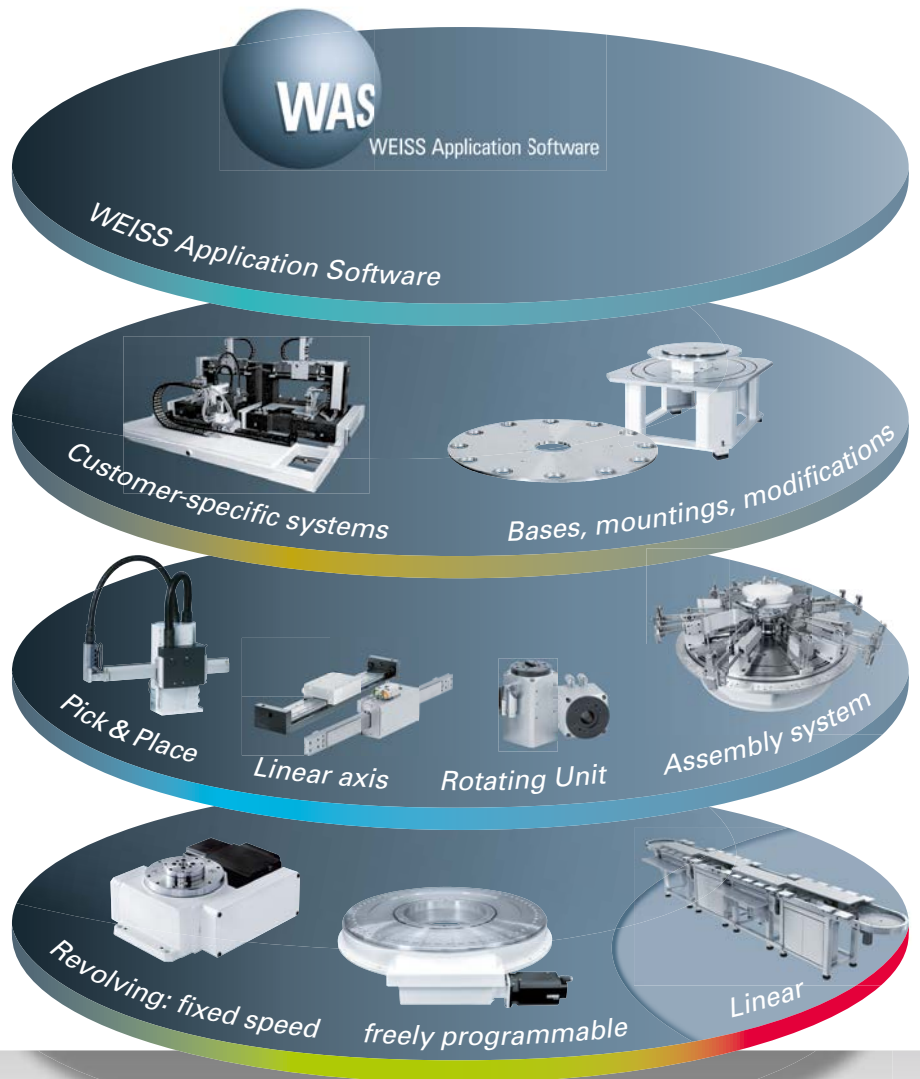 WAS
WEISS Application Software
WEISS Application Software
Customer-specific systems
Bases, mountings, modifications
Pick & Place
Linear axis
Rotating Unit
Assembly system
Revolving: fixed speed
freely programmable
Linear